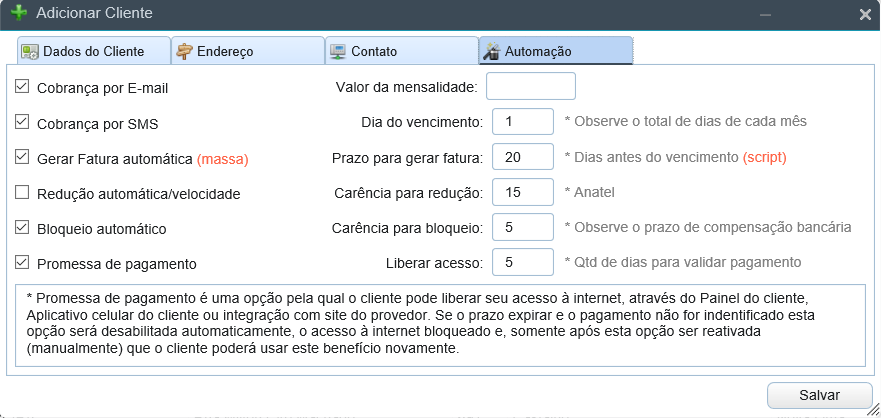 Adicionar Cliente
Dados do Cliente Endereço Contato Automação
Cobrança por E-mail Valor da mensalidade:
Cobrança por SMS Dia do vencimento: 1 * Observe o total de dias de cada mês
Gerar Fatura automática (massa) Prazo para gerar fatura: 20 * Dias antes do vencimento (script)
Redução automática/velocidade Carência para redução: 15 * Anatel
Bloqueio automático Carência para bloqueio: 5 * Observe o prazo de compensação bancária
Promessa de pagamento Liberar acesso: 5 * Qtd de dias para validar pagamento
* Promessa de pagamento é uma opção pela qual o cliente pode liberar seu acesso à internet, através do Painel do cliente,
Aplicativo celular do cliente ou integração com site do provedor. Se o prazo expirar e o pagamento não for indentificado esta
opção será desabilitada automaticamente, o acesso à internet bloqueado e, somente após esta opção ser reativada
(manualmente) que o cliente poderá usar este benefício novamente.
Salvar